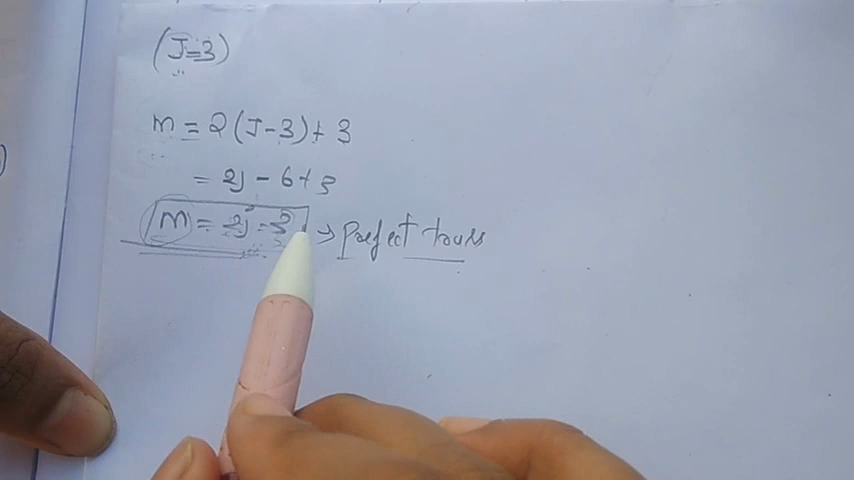 (J-3)
m = 2(J-3)+3
= 2j - 6+3
m = 2j - 3 → Perfect truss